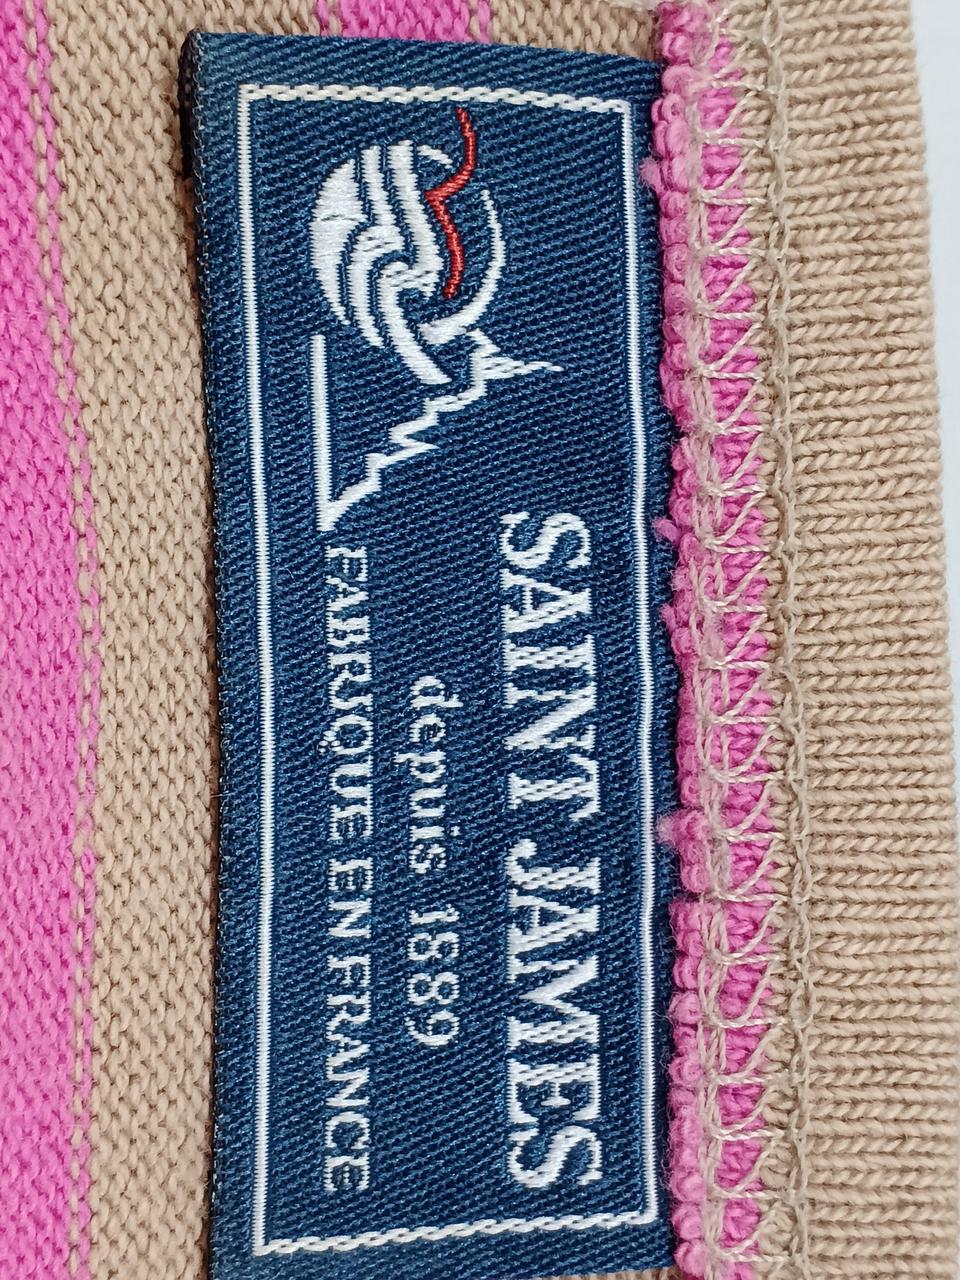 SAINT JAMES
depuis 1889
FABRIQUÉ EN FRANCE